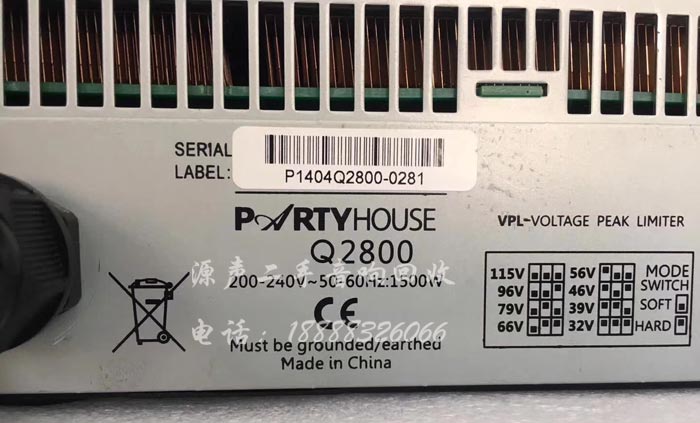 SERIAL
LABEL:
P1404Q2800-0281
PARTYHOUSE
Q2800
200-240V~50/60Hz:1500W
CE
Must be grounded/earthed
Made in China
VPL-VOLTAGE PEAK LIMITER
115V 56V MODE
96V 46V SWITCH
79V 39V SOFT
66V 32V HARD
源声二手音响回收
电话：18888326066